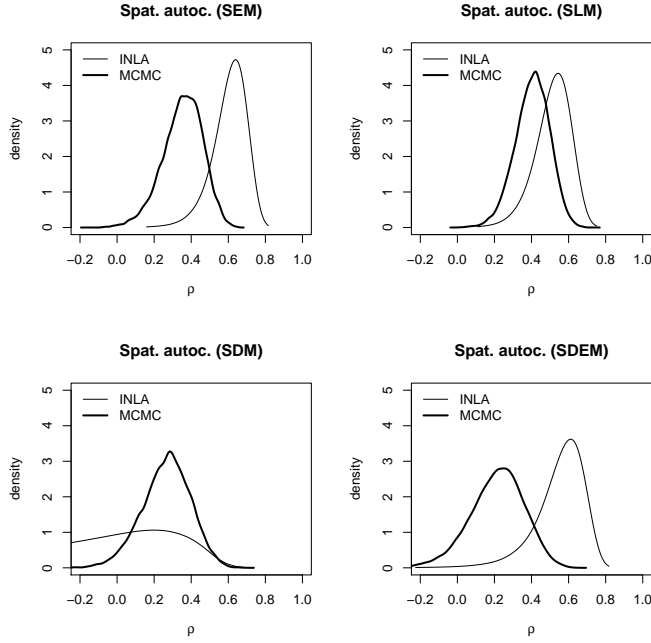 Spat. autoc. (SEM)
INLA
MCMC
density
0 1 2 3 4 5
−0.2 0.0 0.2 0.4 0.6 0.8 1.0
ρ
Spat. autoc. (SLM)
INLA
MCMC
density
0 1 2 3 4 5
−0.2 0.0 0.2 0.4 0.6 0.8 1.0
ρ
Spat. autoc. (SDM)
INLA
MCMC
density
0 1 2 3 4 5
−0.2 0.0 0.2 0.4 0.6 0.8 1.0
ρ
Spat. autoc. (SDEM)
INLA
MCMC
density
0 1 2 3 4 5
−0.2 0.0 0.2 0.4 0.6 0.8 1.0
ρ